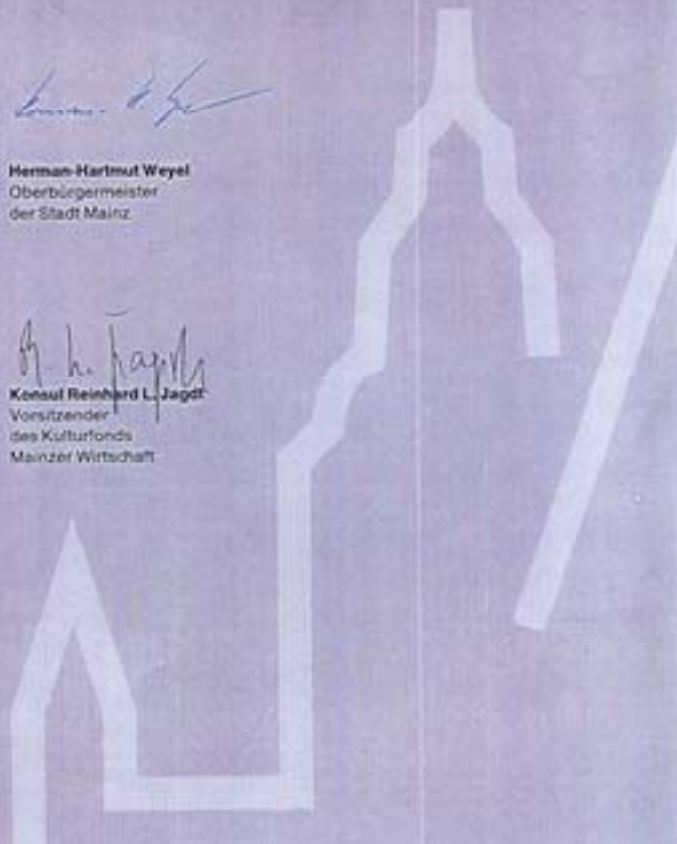 Herman-Hartmut Weyel
Oberbürgermeister
der Stadt Mainz
Konsul Reinhard L. Jagdt
Vorsitzender
des Kulturfonds
Mainzer Wirtschaft